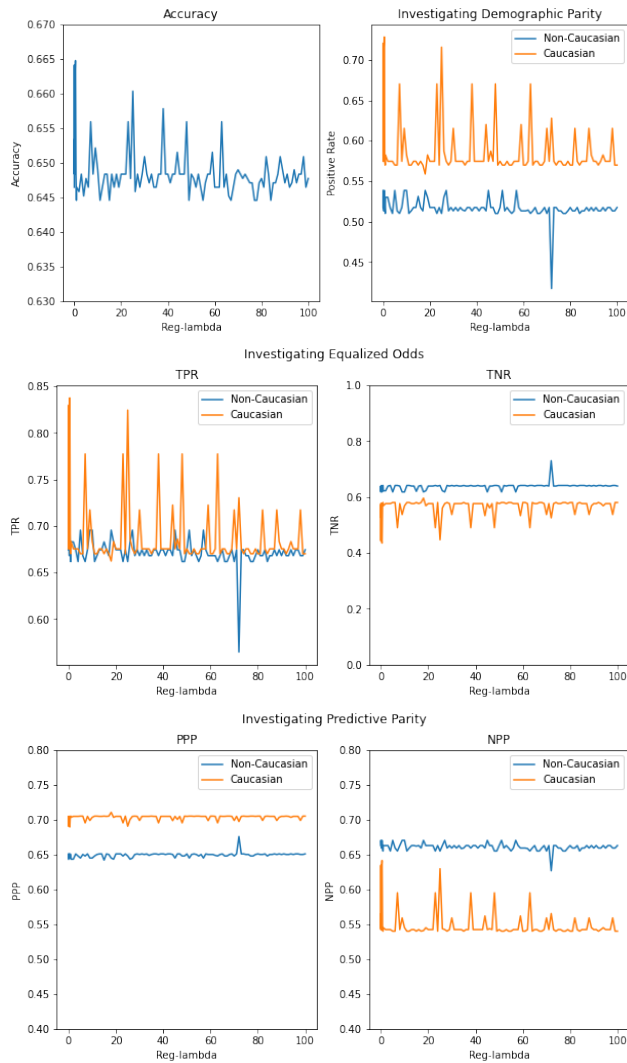 Accuracy
0.670
0.665
0.660
0.655
0.650
0.645
0.640
0.635
0.630
Accuracy
0
20
40
60
80
100
Reg-lambda
Investigating Demographic Parity
Non-Caucasian
Caucasian
0.70
0.65
0.60
0.55
0.50
0.45
Positive Rate
0
20
40
60
80
100
Reg-lambda
Investigating Equalized Odds
TPR
Non-Caucasian
Caucasian
0.85
0.80
0.75
0.70
0.65
0.60
TPR
0
20
40
60
80
100
Reg-lambda
TNR
Non-Caucasian
Caucasian
1.0
0.8
0.6
0.4
0.2
0.0
TNR
0
20
40
60
80
100
Reg-lambda
Investigating Predictive Parity
PPP
Non-Caucasian
Caucasian
0.80
0.75
0.70
0.65
0.60
0.55
0.50
0.45
0.40
PPP
0
20
40
60
80
100
Reg-lambda
NPP
Non-Caucasian
Caucasian
0.80
0.75
0.70
0.65
0.60
0.55
0.50
0.45
0.40
NPP
0
20
40
60
80
100
Reg-lambda